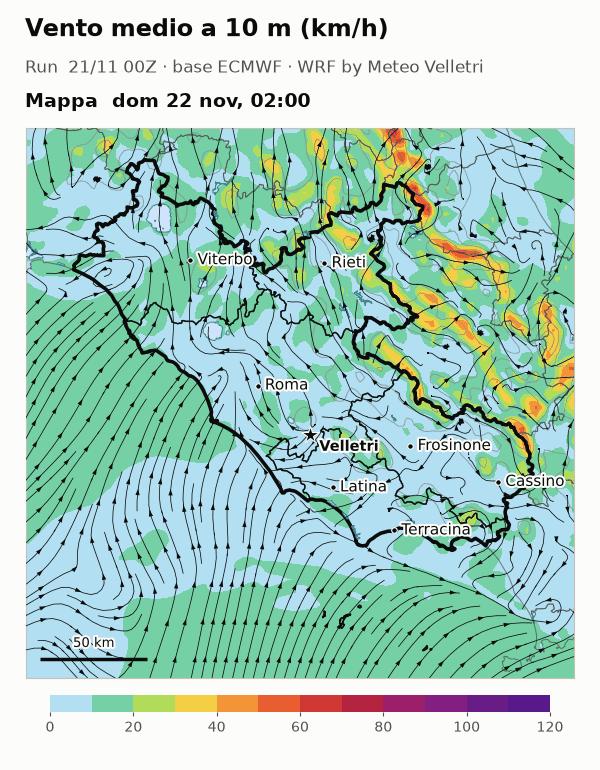 Vento medio a 10 m (km/h)
Run 21/11 00Z · base ECMWF · WRF by Meteo Velletri
Mappa dom 22 nov, 02:00
Viterbo
Rieti
Roma
Velletri
Frosinone
Latina
Cassino
Terracina
50 km
0 20 40 60 80 100 120